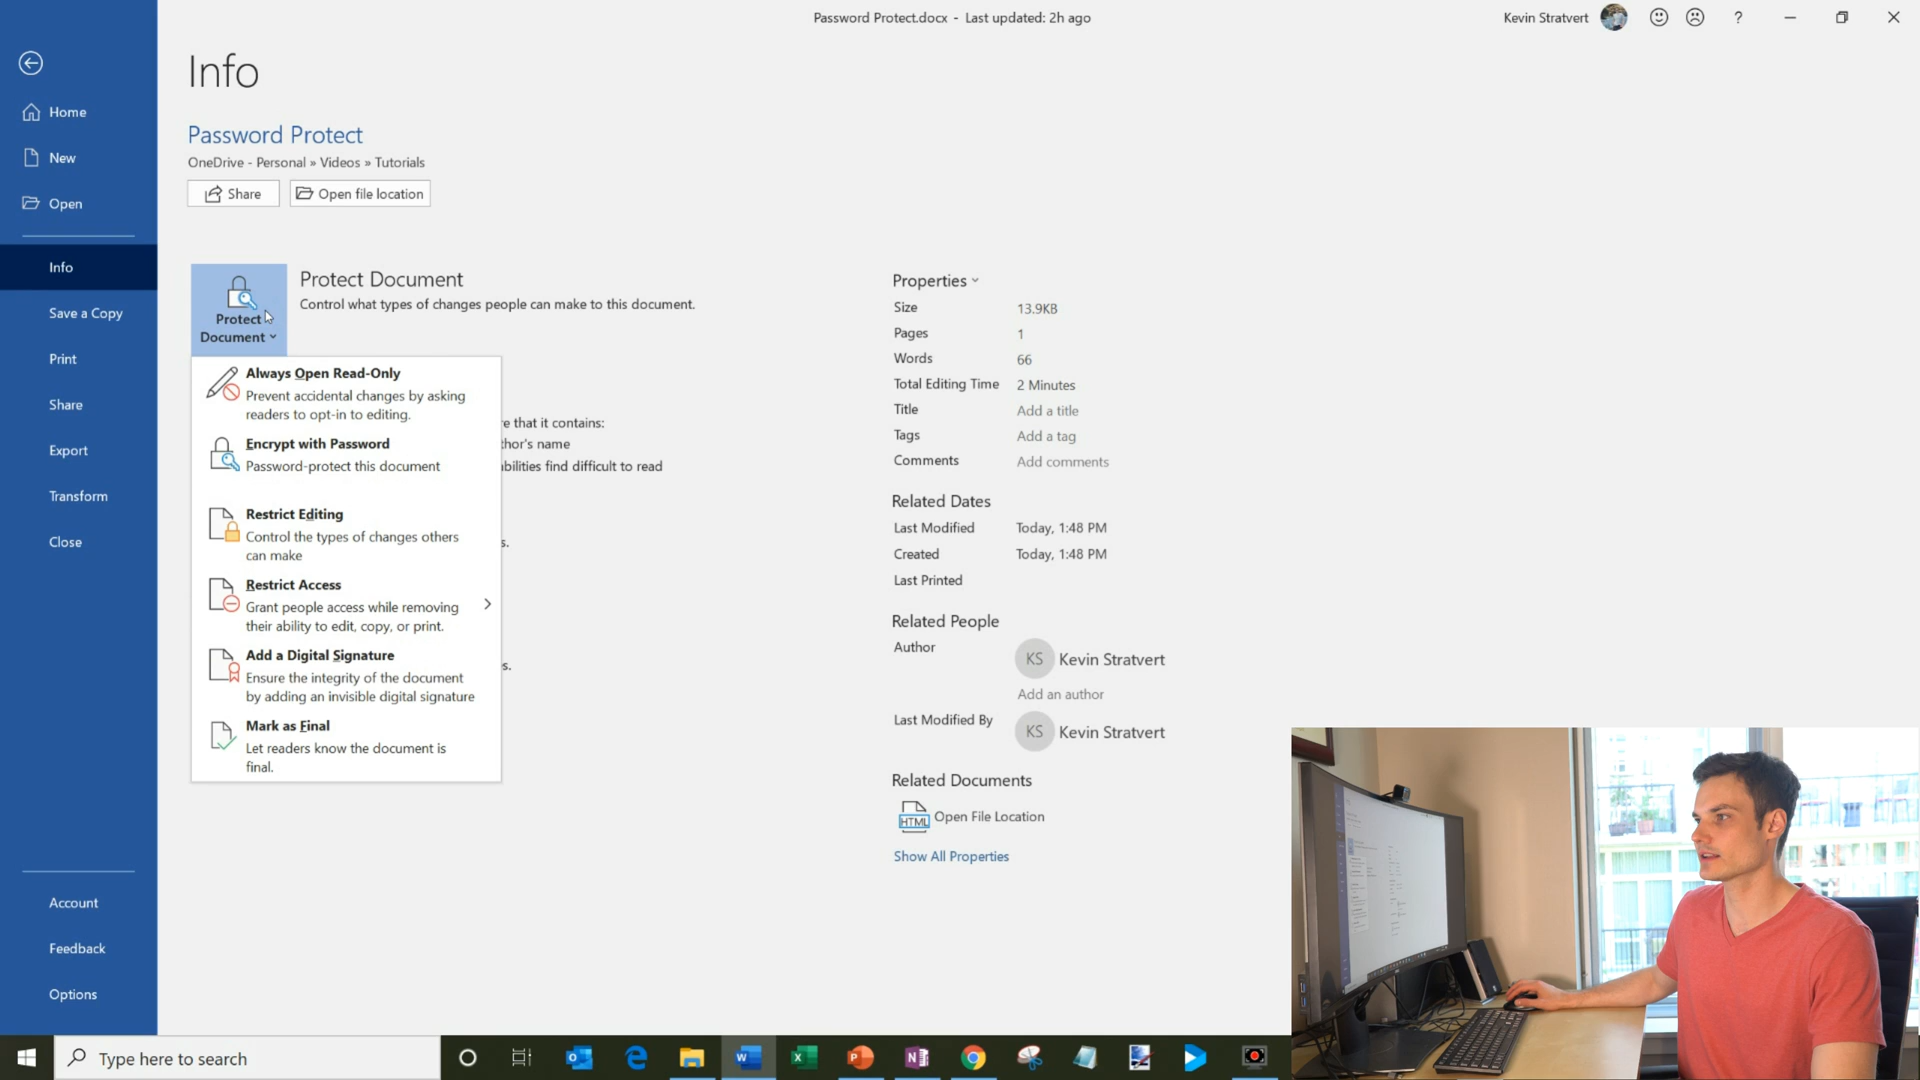 Password Protect.docx - Last updated: 2h ago
Kevin Stratvert
?
Info
Home
New
Open
Info
Save a Copy
Print
Share
Export
Transform
Close
Account
Feedback
Options
Password Protect
OneDrive - Personal » Videos » Tutorials
Share
Open file location
Protect
Document
Protect Document
Control what types of changes people can make to this document.
Always Open Read-Only
Prevent accidental changes by asking
readers to opt-in to editing.
Encrypt with Password
Password-protect this document
Restrict Editing
Control the types of changes others
can make
Restrict Access
Grant people access while removing
their ability to edit, copy, or print.
Add a Digital Signature
Ensure the integrity of the document
by adding an invisible digital signature
Mark as Final
Let readers know the document is
final.
e that it contains:
thor's name
bilities find difficult to read
s.
s.
Properties
Size 13.9KB
Pages 1
Words 66
Total Editing Time 2 Minutes
Title Add a title
Tags Add a tag
Comments Add comments
Related Dates
Last Modified Today, 1:48 PM
Created Today, 1:48 PM
Last Printed
Related People
Author
KS Kevin Stratvert
Add an author
Last Modified By
KS Kevin Stratvert
Related Documents
HTML Open File Location
Show All Properties
Type here to search